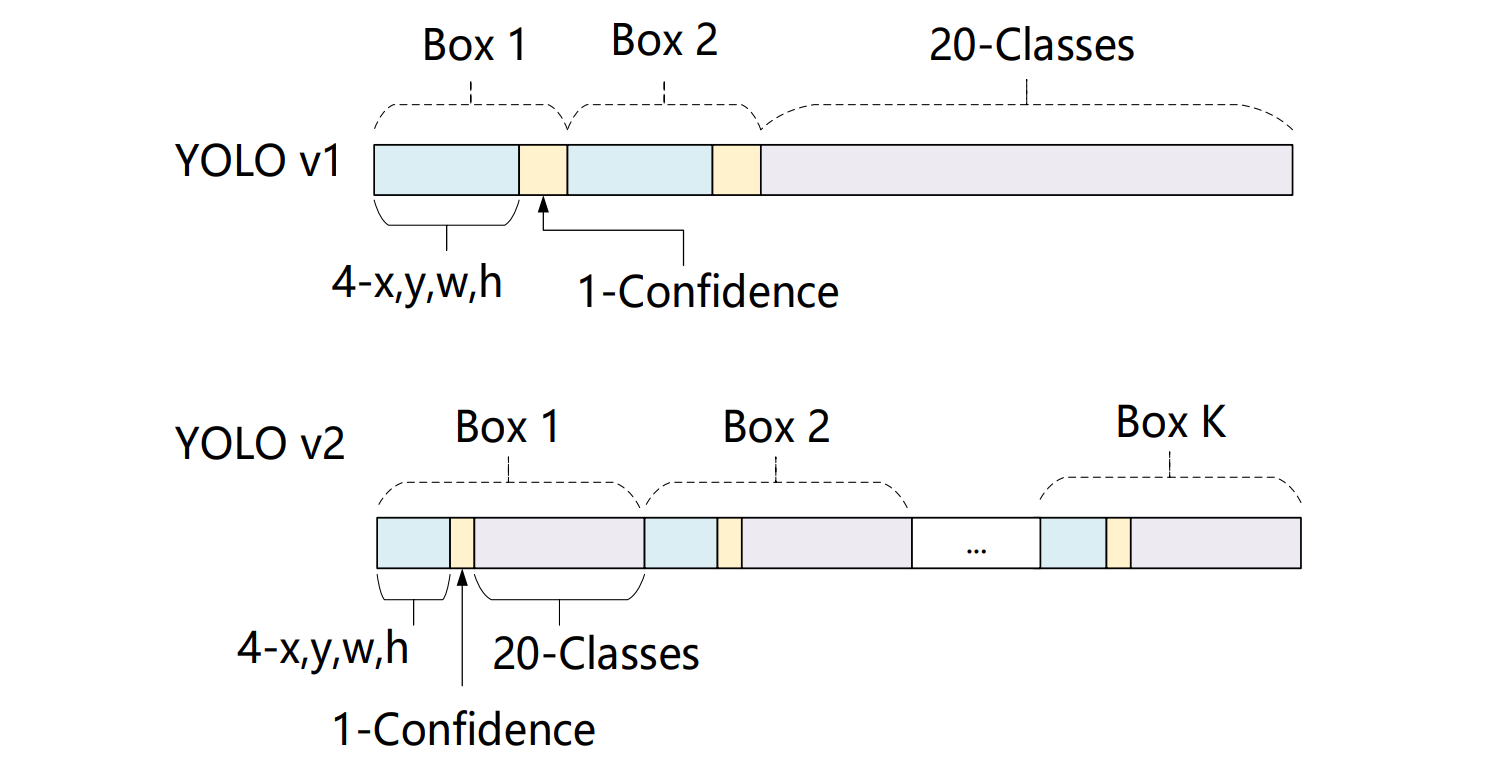 Box 1
Box 2
20-Classes
YOLO v1
4-x,y,w,h
1-Confidence
YOLO v2
Box 1
Box 2
Box K
...
4-x,y,w,h
20-Classes
1-Confidence